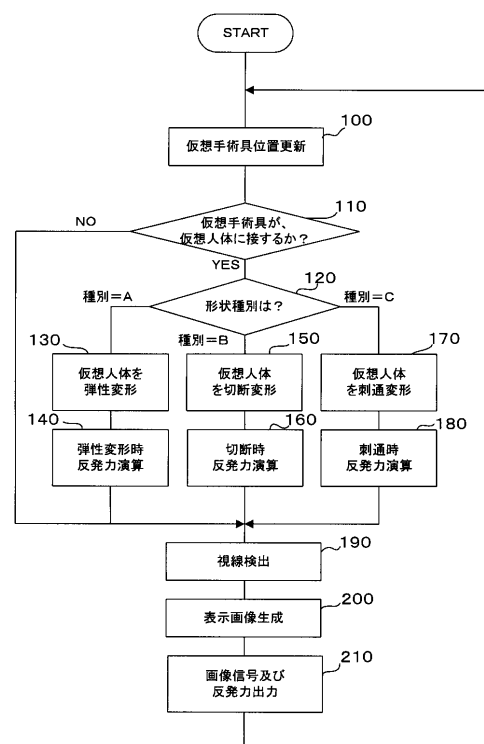 START
100
仮想手術具位置更新
110
NO
仮想手術具が、
仮想人体に接するか？
YES
120
種別=A
形状種別は？
種別=C
種別=B
130
仮想人体を
弾性変形
150
仮想人体
を切断変形
170
仮想人体
を刺通変形
140
弾性変形時
反発力演算
160
切断時
反発力演算
180
刺通時
反発力演算
190
視線検出
200
表示画像生成
210
画像信号及び
反発力出力